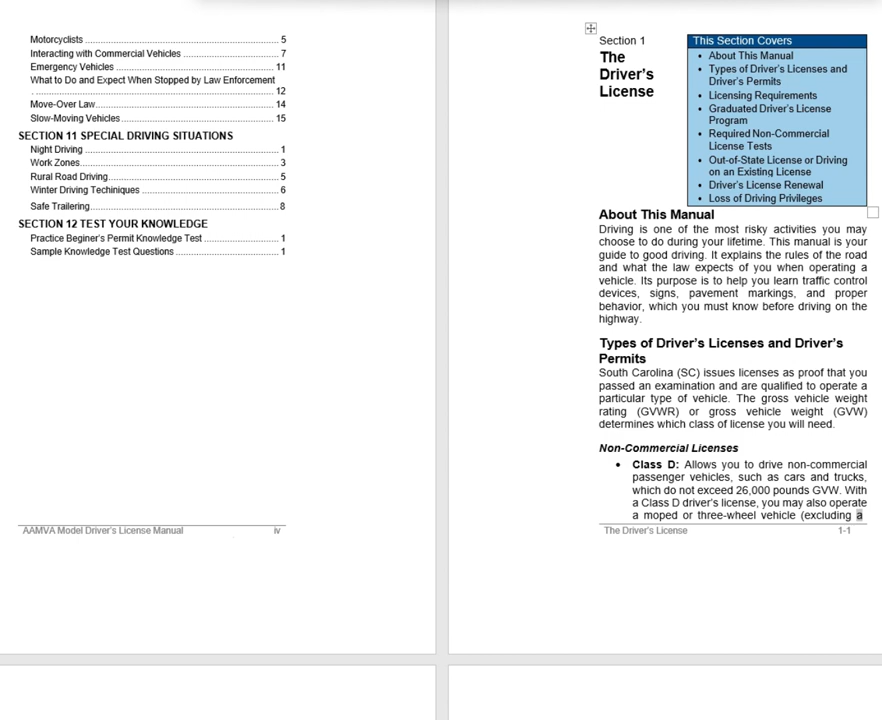 Motorcyclists ................................................................ 5
Interacting with Commercial Vehicles ............................... 7
Emergency Vehicles ..................................................... 11
What to Do and Expect When Stopped by Law Enforcement
. ................................................................................ 12
Move-Over Law............................................................ 14
Slow-Moving Vehicles.................................................... 15
SECTION 11 SPECIAL DRIVING SITUATIONS
Night Driving ................................................................ 1
Work Zones.................................................................. 3
Rural Road Driving........................................................ 5
Winter Driving Techiniques ............................................. 6
Safe Trailering.............................................................. 8
SECTION 12 TEST YOUR KNOWLEDGE
Practice Beginer's Permit Knowledge Test .......................... 1
Sample Knowledge Test Questions ................................... 1
AAMVA Model Driver's License Manual iv
Section 1
The
Driver's
License
This Section Covers
• About This Manual
• Types of Driver's Licenses and
Driver's Permits
• Licensing Requirements
• Graduated Driver's License
Program
• Required Non-Commercial
License Tests
• Out-of-State License or Driving
on an Existing License
• Driver's License Renewal
• Loss of Driving Privileges
About This Manual
Driving is one of the most risky activities you may
choose to do during your lifetime. This manual is your
guide to good driving. It explains the rules of the road
and what the law expects of you when operating a
vehicle. Its purpose is to help you learn traffic control
devices, signs, pavement markings, and proper
behavior, which you must know before driving on the
highway.
Types of Driver's Licenses and Driver's
Permits
South Carolina (SC) issues licenses as proof that you
passed an examination and are qualified to operate a
particular type of vehicle. The gross vehicle weight
rating (GVWR) or gross vehicle weight (GVW)
determines which class of license you will need.
Non-Commercial Licenses
• Class D: Allows you to drive non-commercial
passenger vehicles, such as cars and trucks,
which do not exceed 26,000 pounds GVW. With
a Class D driver's license, you may also operate
a moped or three-wheel vehicle (excluding a
The Driver's License 1-1